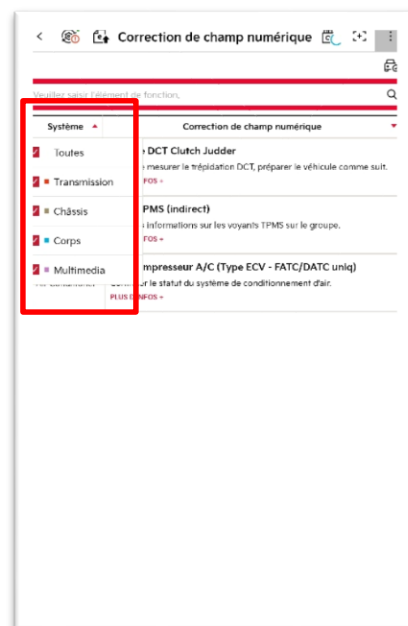 Correction de champ numérique
Veuillez saisir l'élément de fonction.
Système Correction de champ numérique
Toutes
Transmission
Châssis
Corps
Multimedia
DCT Clutch Judder
mesurer le trépidation DCT, préparer le véhicule comme suit.
FOS +
PMS (indirect)
informations sur les voyants TPMS sur le groupe.
FOS +
mpresseur A/C (Type ECV - FATC/DATC uniq)
le statut du système de conditionnement d'air.
PLUS D'INFOS +